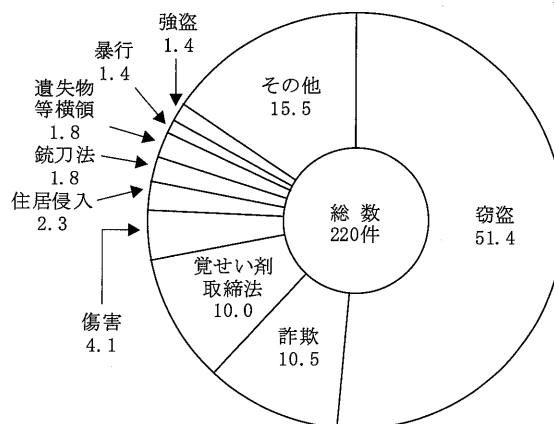 強盗
1.4
暴行
1.4
遺失物
等横領
1.8
銃刀法
1.8
住居侵入
2.3
傷害
4.1
その他
15.5
総数
220件
窃盗
51.4
覚せい剤
取締法
10.0
詐欺
10.5